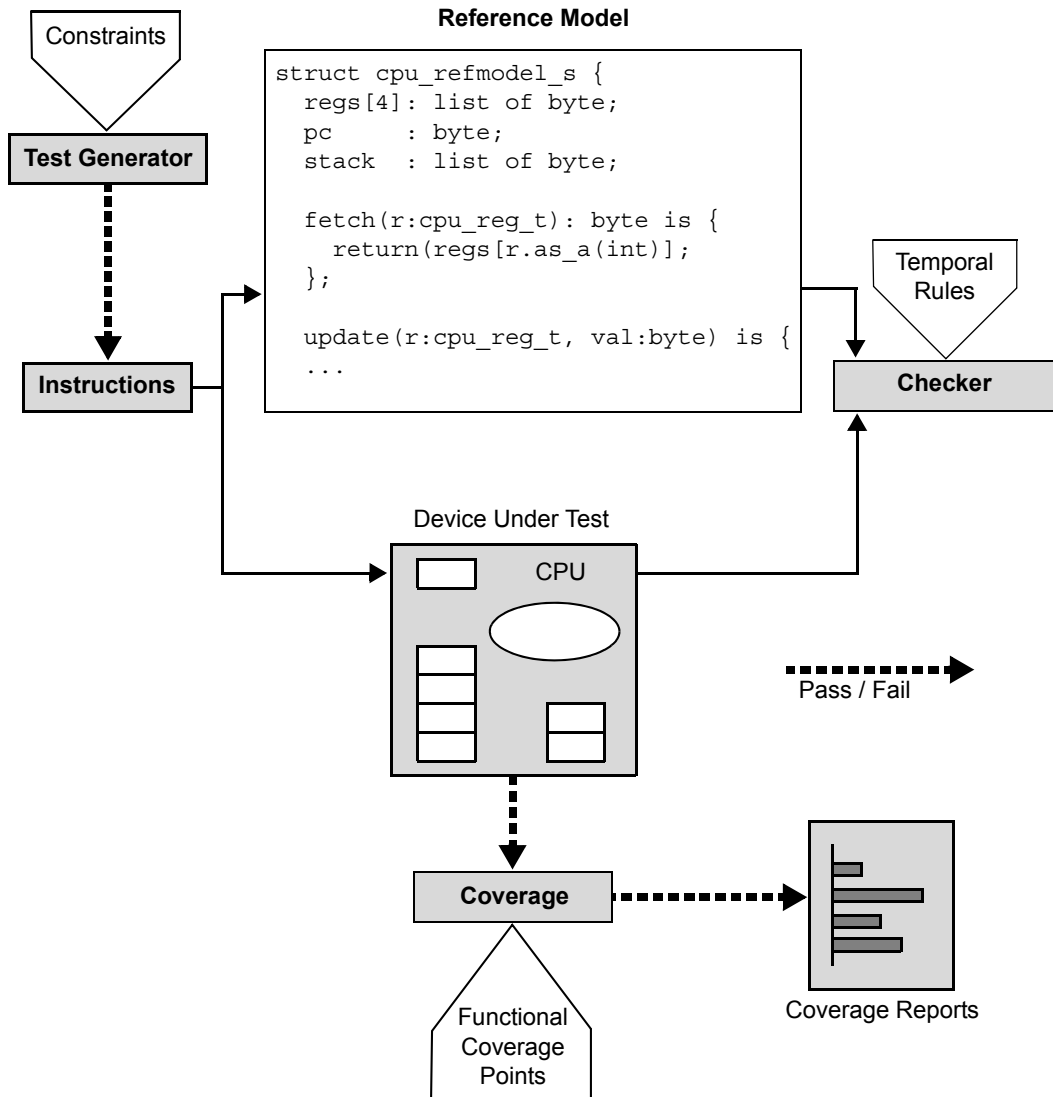 Reference Model
Constraints
Test Generator
Instructions
struct cpu_refmodel_s {
  regs[4]: list of byte;
  pc     : byte;
  stack  : list of byte;

  fetch(r:cpu_reg_t): byte is {
    return(regs[r.as_a(int)];
  };

  update(r:cpu_reg_t, val:byte) is {
  ...
Temporal
Rules
Checker
Device Under Test
CPU
Pass / Fail
Coverage
Coverage Reports
Functional
Coverage
Points